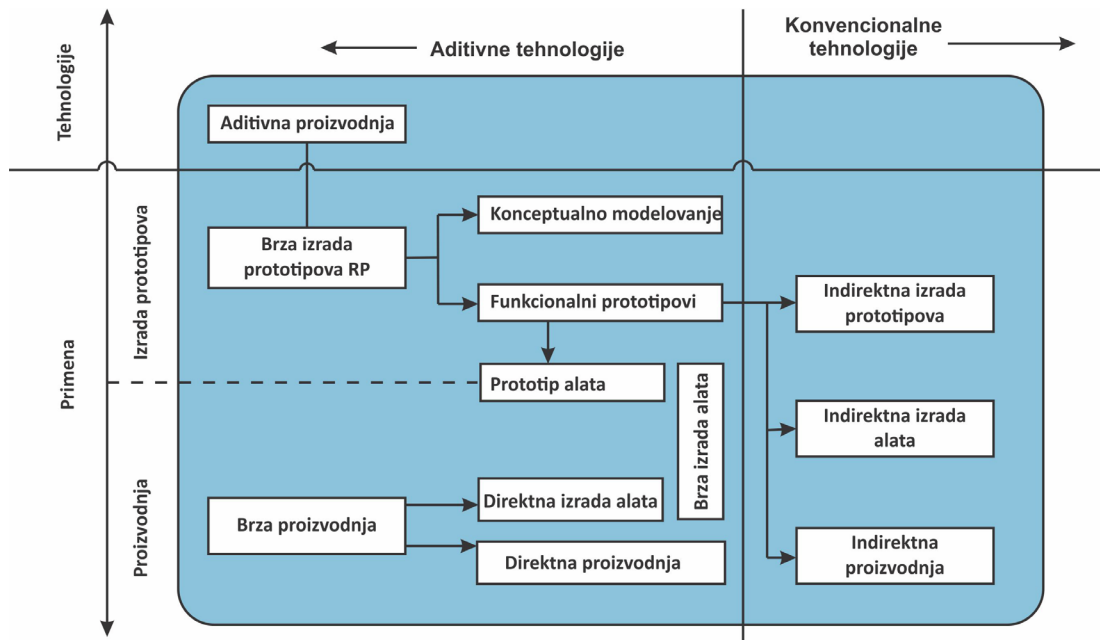 Aditivne tehnologije
Konvencionalne
tehnologije
Tehnologije
Aditivna proizvodnja
Primena
Izrada prototipova
Brza izrada
prototipova RP
Konceptualno modelovanje
Funkcionalni prototipovi
Indirektna izrada
prototipova
Prototip alata
Brza izrada alata
Indirektna izrada
alata
Proizvodnja
Brza proizvodnja
Direktna izrada alata
Direktna proizvodnja
Indirektna
proizvodnja